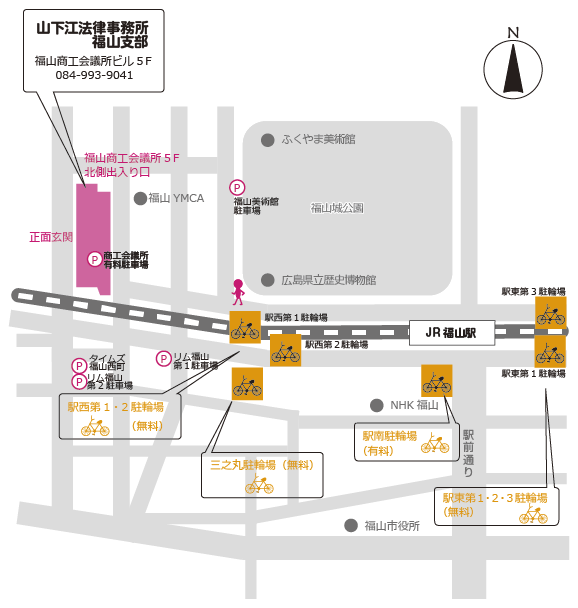 山下江法律事務所
福山支部
福山商工会議所ビル5F
084-993-9041
N
ふくやま美術館
福山商工会議所5F
北側出入り口
福山YMCA
P
福山美術館
駐車場
福山城公園
正面玄関
P
商工会議所
有料駐車場
広島県立歴史博物館
駅東第3駐輪場
駅西第1駐輪場
JR福山駅
駅西第2駐輪場
P
タイムズ
福山西町
P
リム福山
第1駐車場
P
リム福山
第2駐車場
駅東第1駐輪場
駅西第1・2駐輪場
（無料）
NHK福山
駅南駐輪場
（有料）
駅前通り
三之丸駐輪場（無料）
駅東第1・2・3駐輪場
（無料）
福山市役所